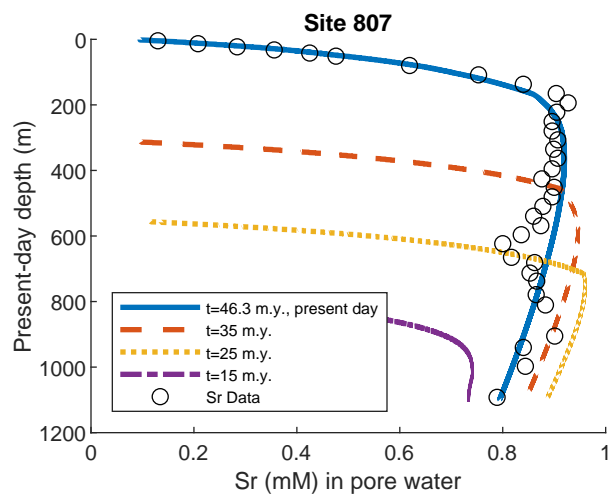 Site 807
Present-day depth (m)
0
200
400
600
800
1000
1200
t=46.3 m.y., present day
t=35 m.y.
t=25 m.y.
t=15 m.y.
Sr Data
0 0.2 0.4 0.6 0.8 1
Sr (mM) in pore water